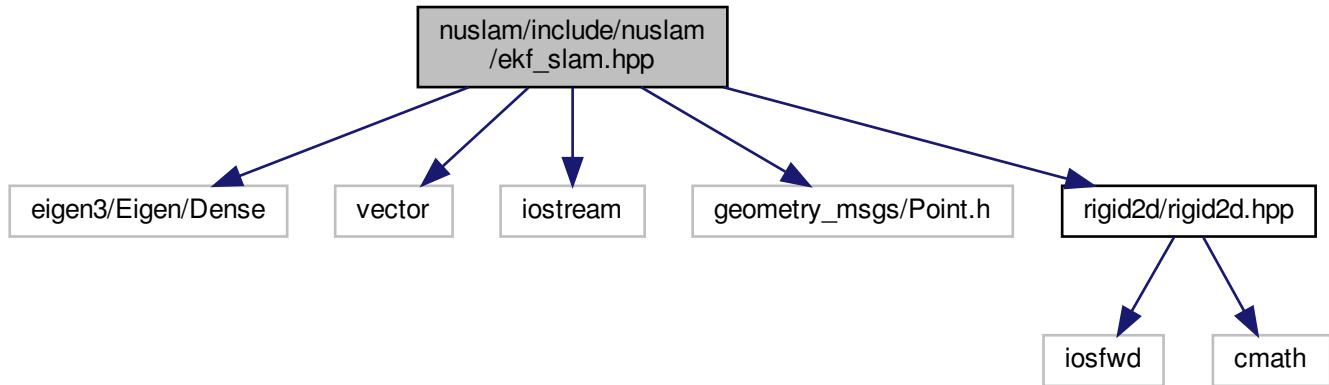 nuslam/include/nuslam
/ekf_slam.hpp
eigen3/Eigen/Dense
vector
iostream
geometry_msgs/Point.h
rigid2d/rigid2d.hpp
iosfwd
cmath